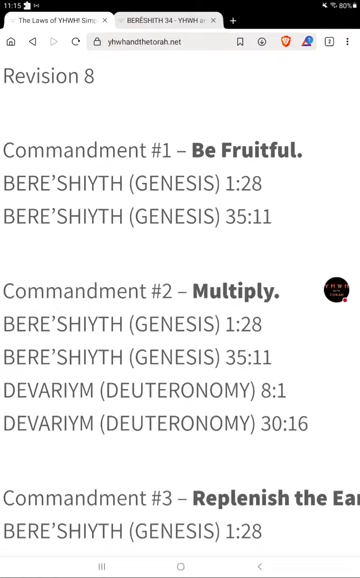 11:15
80%
The Laws of YHWH! Simp
BERĒSHITH 34 - YHWH an
yhwhandthetorah.net
2
Revision 8
Commandment #1 – Be Fruitful.
BERE’SHIYTH (GENESIS) 1:28
BERE’SHIYTH (GENESIS) 35:11
Commandment #2 – Multiply.
BERE’SHIYTH (GENESIS) 1:28
BERE’SHIYTH (GENESIS) 35:11
DEVARIYM (DEUTERONOMY) 8:1
DEVARIYM (DEUTERONOMY) 30:16
Commandment #3 – Replenish the Ear
BERE’SHIYTH (GENESIS) 1:28